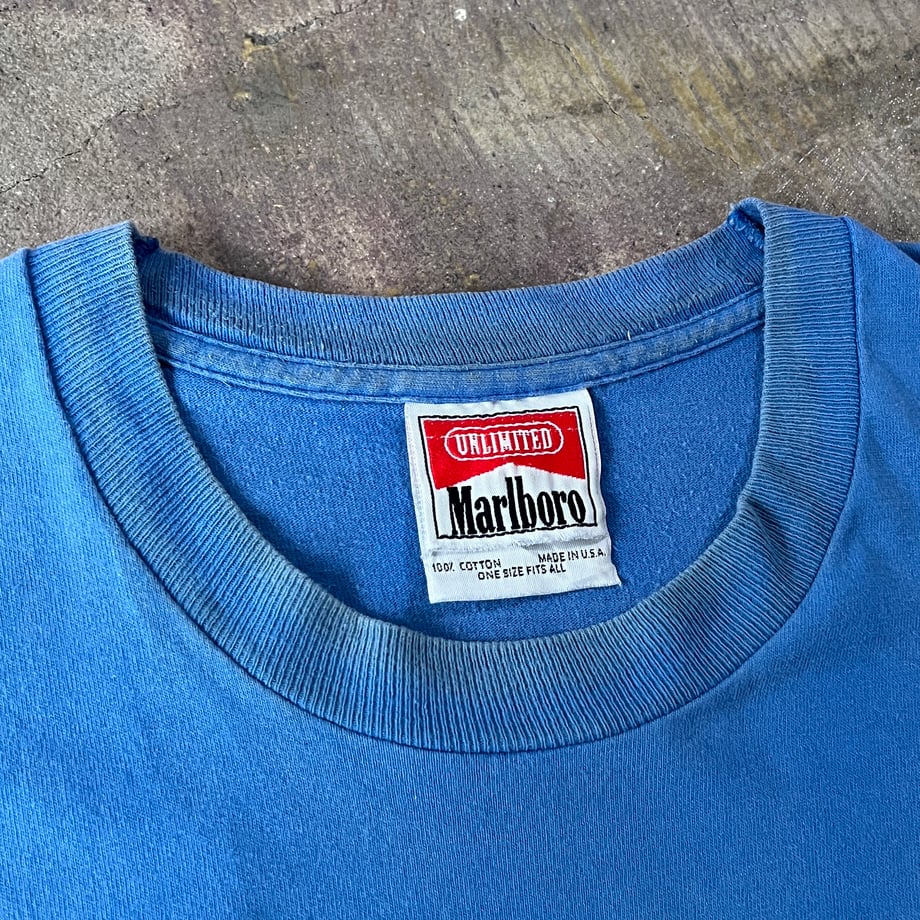 UNLIMITED
Marlboro
100% COTTON MADE IN U.S.A.
ONE SIZE FITS ALL